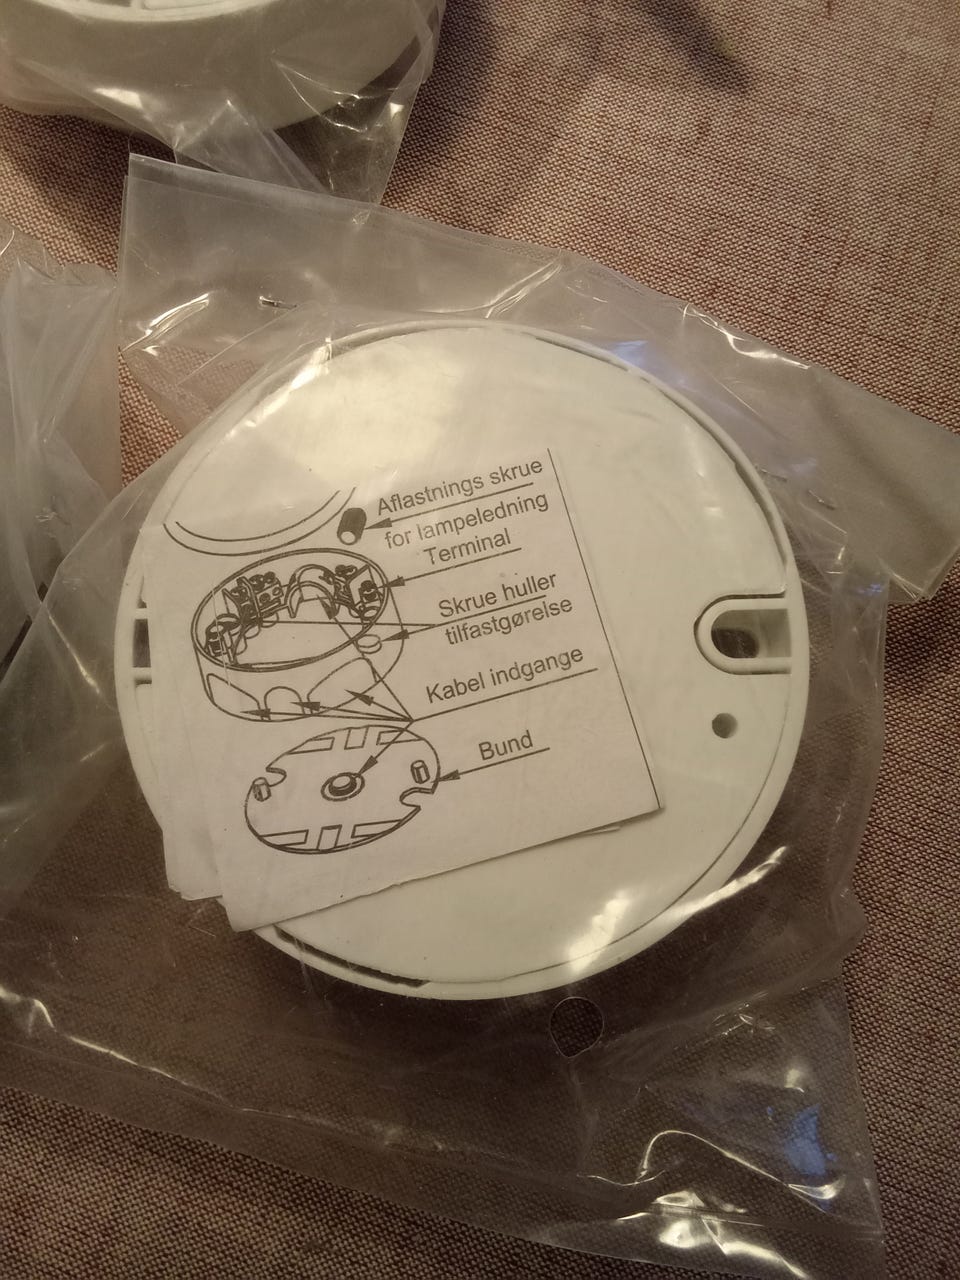 Aflastnings skrue
for lampeledning
Terminal
Skrue huller
tilfastgørelse
Kabel indgange
Bund